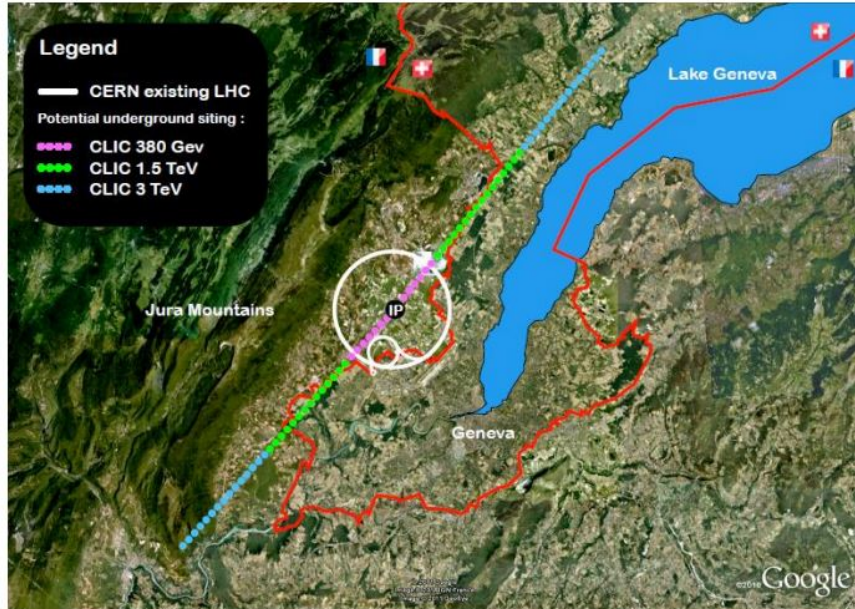 Legend
CERN existing LHC
Potential underground siting :
CLIC 380 Gev
CLIC 1.5 TeV
CLIC 3 TeV
Lake Geneva
Jura Mountains
IP
Geneva
©2010 Google